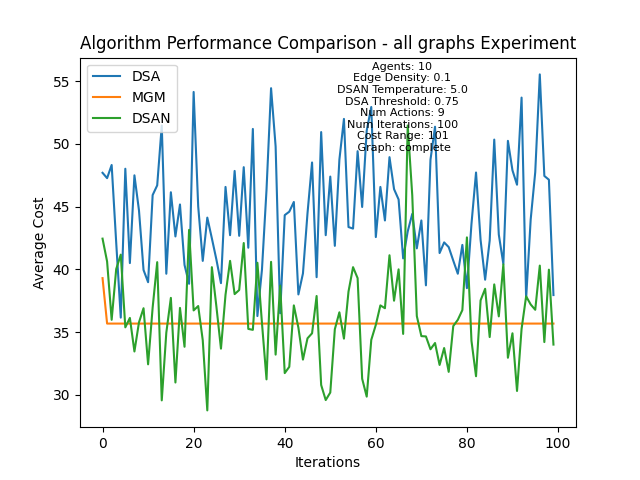 Algorithm Performance Comparison - all graphs Experiment
DSA
MGM
DSAN
Agents: 10
Edge Density: 0.1
DSAN Temperature: 5.0
DSA Threshold: 0.75
Num Actions: 9
Num Iterations: 100
Cost Range: 101
Graph: complete
Average Cost
55
50
45
40
35
30
0
20
40
60
80
100
Iterations